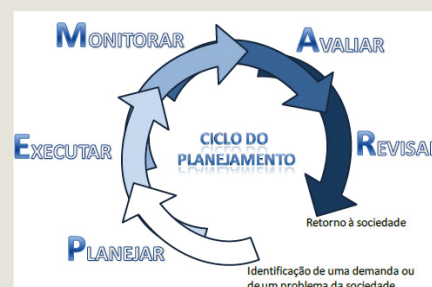 MONITORAR
AVALIAR
EXECUTAR
CICLO DO
PLANEJAMENTO
REVISAR
Retorno à sociedade
PLANEJAR
Identificação de uma demanda ou
de um problema da sociedade